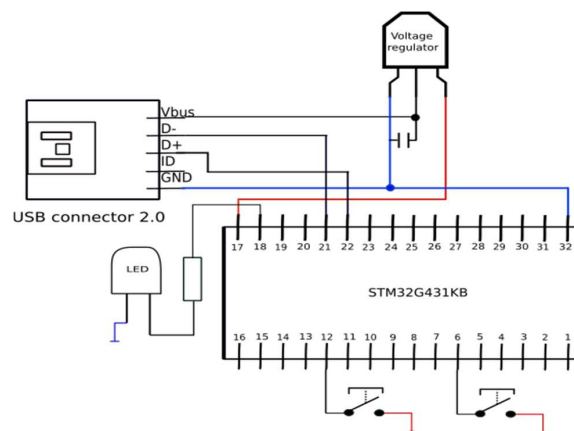 Voltage
regulator
Vbus
D-
D+
ID
GND
USB connector 2.0
17 18 19 20 21 22 23 24 25 26 27 28 29 30 31 32
LED
STM32G431KB
16 15 14 13 12 11 10 9 8 7 6 5 4 3 2 1